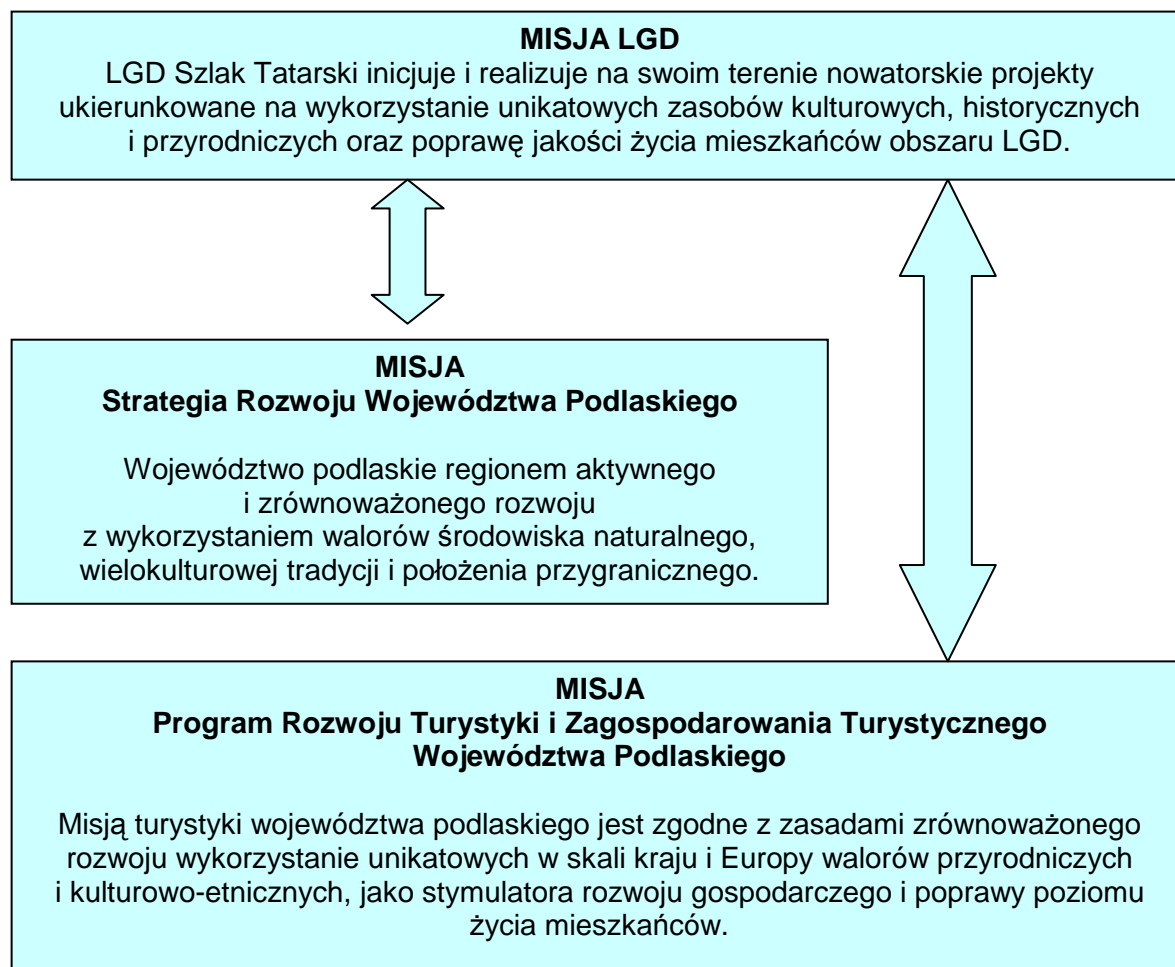 MISJA LGD
LGD Szlak Tatarski inicjuje i realizuje na swoim terenie nowatorskie projekty
ukierunkowane na wykorzystanie unikatowych zasobów kulturowych, historycznych
i przyrodniczych oraz poprawę jakości życia mieszkańców obszaru LGD.
MISJA
Strategia Rozwoju Województwa Podlaskiego
Województwo podlaskie regionem aktywnego
i zrównoważonego rozwoju
z wykorzystaniem walorów środowiska naturalnego,
wielokulturowej tradycji i położenia przygranicznego.
MISJA
Program Rozwoju Turystyki i Zagospodarowania Turystycznego
Województwa Podlaskiego
Misją turystyki województwa podlaskiego jest zgodne z zasadami zrównoważonego
rozwoju wykorzystanie unikatowych w skali kraju i Europy walorów przyrodniczych
i kulturowo-etnicznych, jako stymulatora rozwoju gospodarczego i poprawy poziomu
życia mieszkańców.